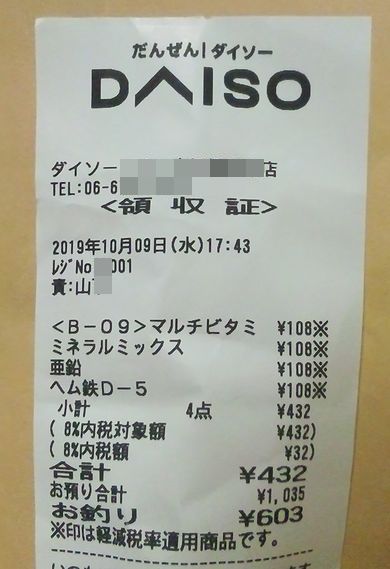 だんぜん!ダイソー
DAISO
ダイソー 店
TEL:06-6
<領収証>
2019年10月09日(水)17:43
ﾚｼﾞNo 001
責:山
<B-09>マルチビタミ ¥108※
ミネラルミックス ¥108※
亜鉛 ¥108※
ヘム鉄D-5 ¥108※
小計 4点 ¥432
( 8%内税対象額 ¥432)
( 8%内税額 ¥32)
合計 ¥432
お預り合計 ¥1,035
お釣り ¥603
※印は軽減税率適用商品です。